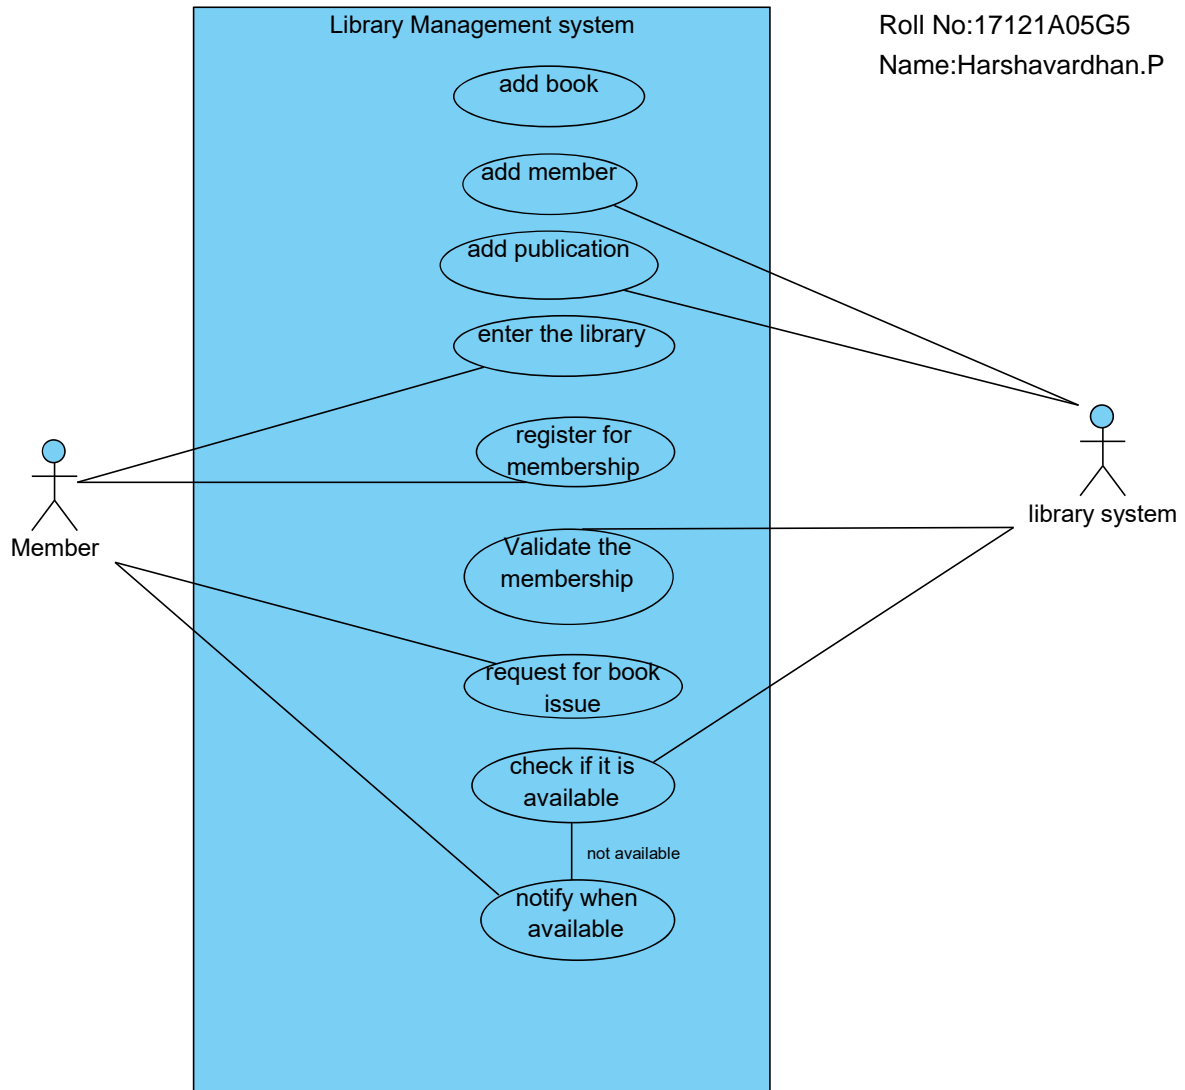 Library Management system
Roll No:17121A05G5
Name:Harshavardhan.P
add book
add member
add publication
enter the library
register for
membership
Member
library system
Validate the
membership
request for book
issue
check if it is
available
not available
notify when
available